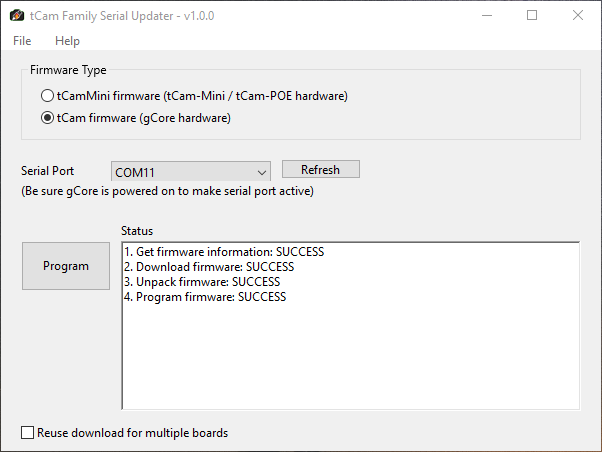 tCam Family Serial Updater - v1.0.0
File Help
Firmware Type
tCamMini firmware (tCam-Mini / tCam-POE hardware)
tCam firmware (gCore hardware)
Serial Port COM11 Refresh
(Be sure gCore is powered on to make serial port active)
Status
Program
1. Get firmware information: SUCCESS
2. Download firmware: SUCCESS
3. Unpack firmware: SUCCESS
4. Program firmware: SUCCESS
Reuse download for multiple boards